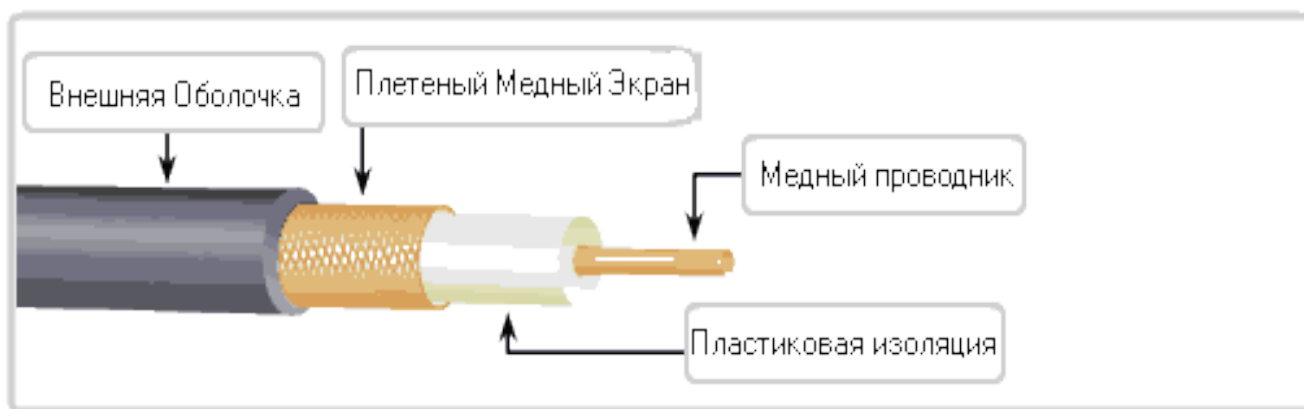 Внешняя Оболочка
Плетеный Медный Экран
Медный проводник
Пластиковая изоляция